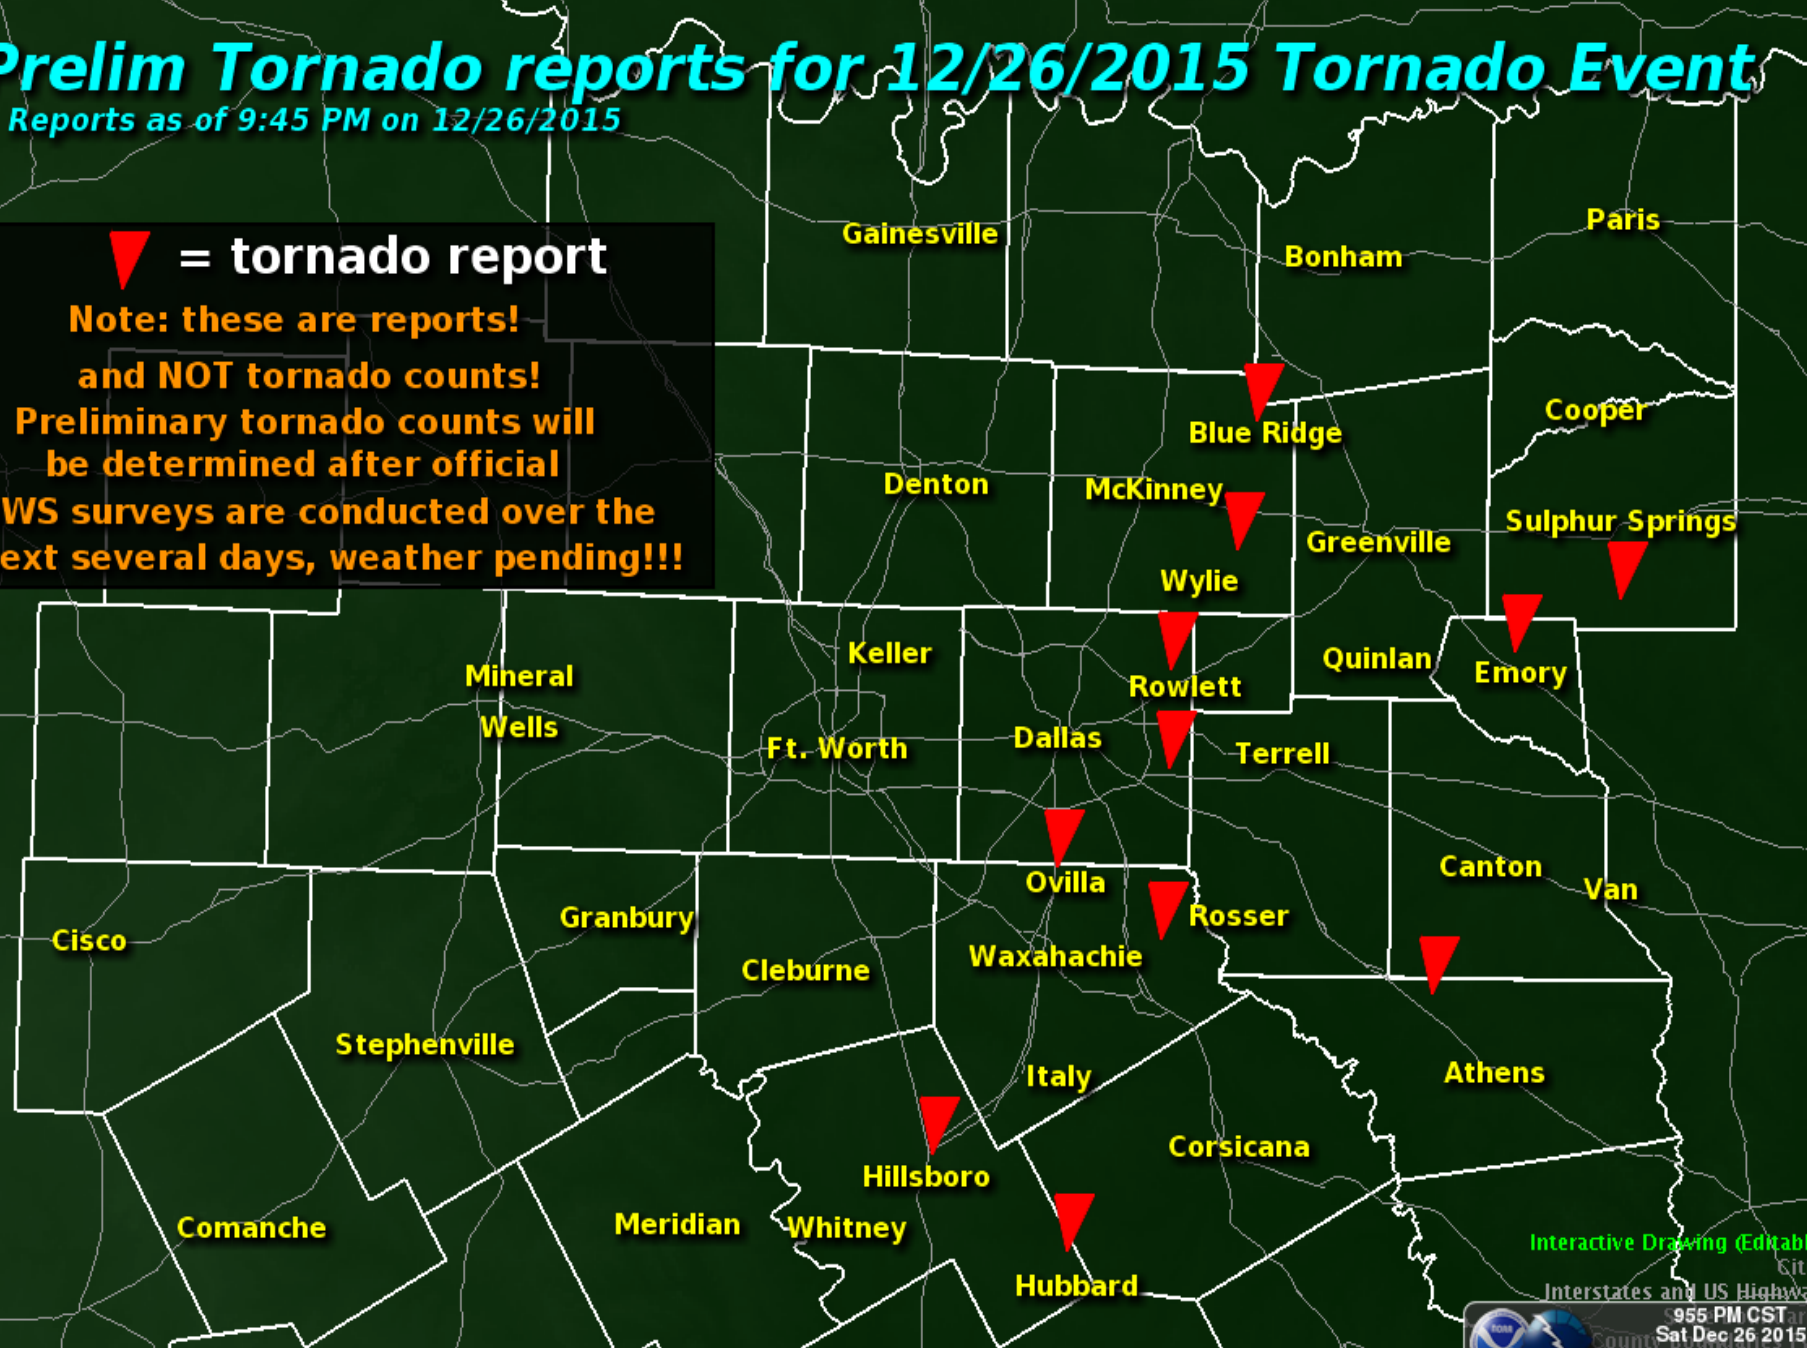 Prelim Tornado reports for 12/26/2015 Tornado Event
Reports as of 9:45 PM on 12/26/2015
= tornado report
Note: these are reports!
and NOT tornado counts!
Preliminary tornado counts will
be determined after official
WS surveys are conducted over the
ext several days, weather pending!!!
Gainesville
Paris
Bonham
Cooper
Blue Ridge
Denton
McKinney
Sulphur Springs
Greenville
Wylie
Keller
Quinlan
Mineral
Wells
Emory
Rowlett
Dallas
Ft. Worth
Terrell
Canton
Ovilla
Van
Granbury
Rosser
Cisco
Waxahachie
Cleburne
Stephenville
Athens
Italy
Corsicana
Hillsboro
Meridian
Whitney
Comanche
Hubbard
Interactive Drawing (Editabl
Cit
Interstates and US Highwa
955 PM CST
Sat Dec 26 2015
County Boundaries